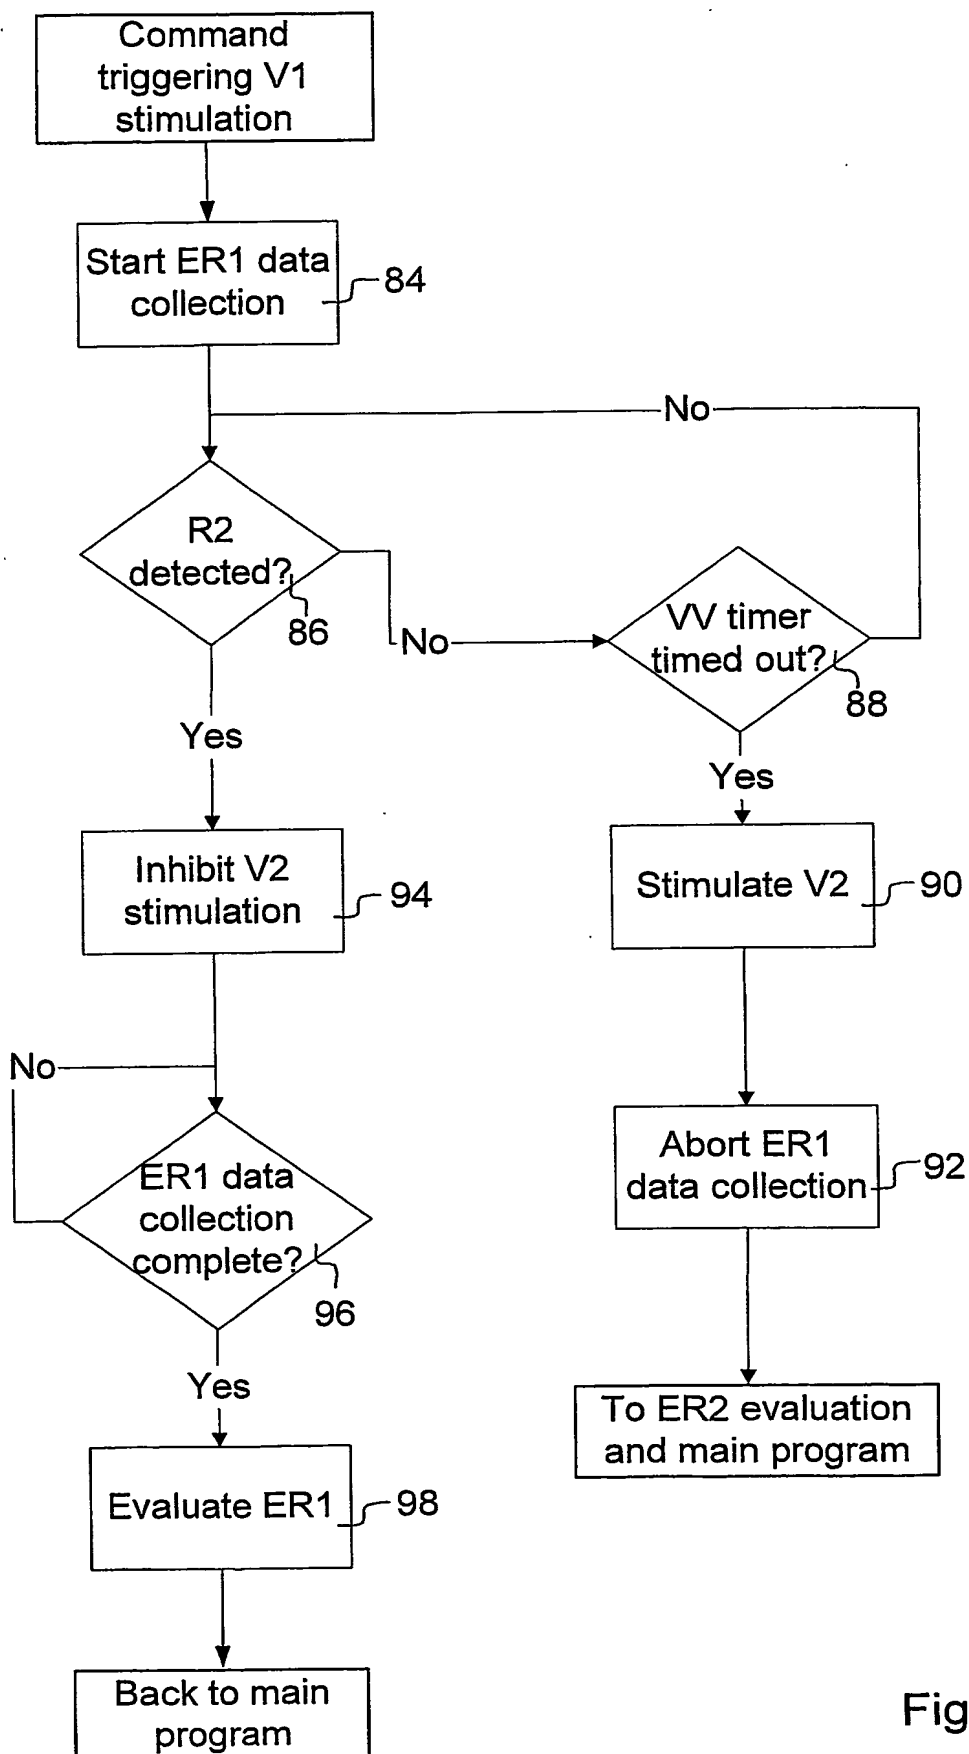 Command
triggering V1
stimulation
Start ER1 data
collection
84
No
R2
detected?
86
No
VV timer
timed out?
88
Yes
Yes
Inhibit V2
stimulation
94
Stimulate V2
90
No
ER1 data
collection
complete?
96
Abort ER1
data collection
92
Yes
To ER2 evaluation
and main program
Evaluate ER1
98
Back to main
program
Fig